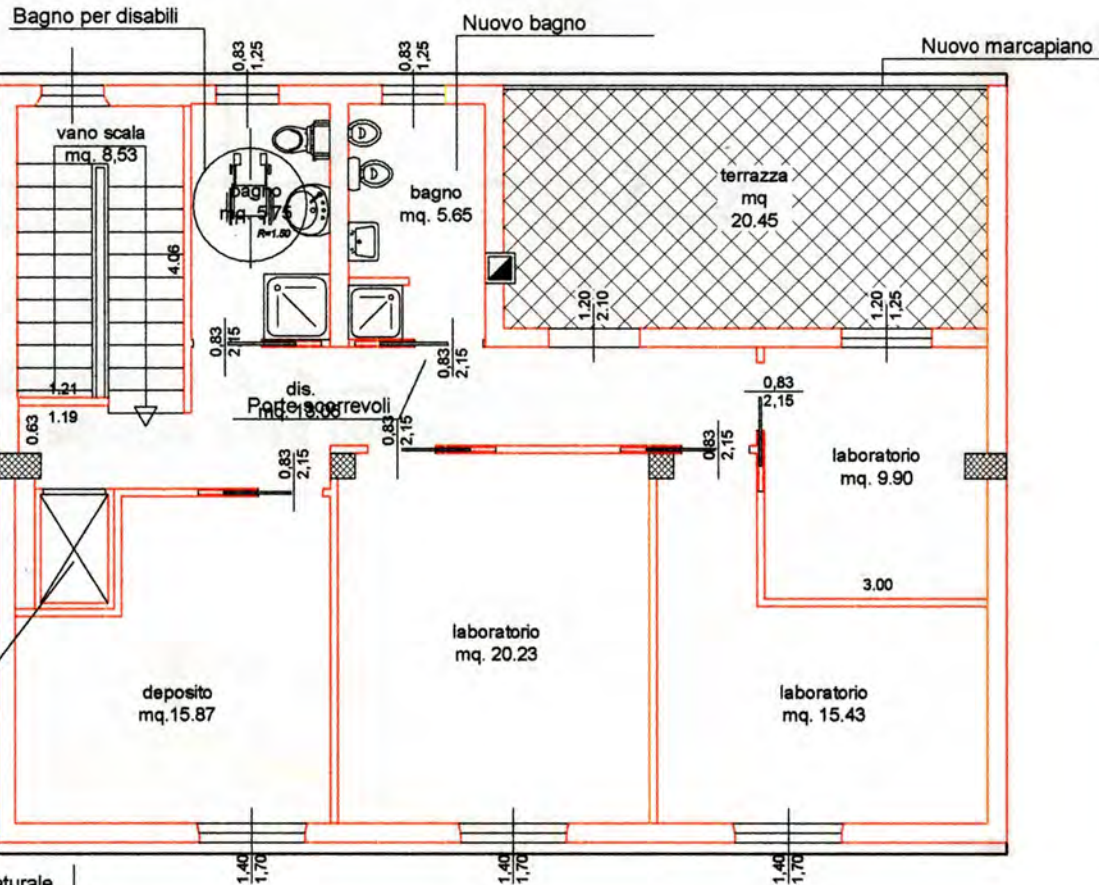 Bagno per disabili
Nuovo bagno
Nuovo marcapiano
0,83
1,25
0,83
1,25
vano scala
mq. 8,53
bagno
mq. 5.75
R=1.50
bagno
mq. 5.65
terrazza
mq
20.45
4.06
1.20
2.10
1,20
1,25
0,83
2,15
0,83
2,15
1.21
1.19
0.63
dis.
Porte scorrevoli
0,83
2,15
0,83
2,15
0,83
2,15
0,83
2,15
laboratorio
mq. 9.90
3.00
laboratorio
mq. 20.23
deposito
mq.15.87
laboratorio
mq. 15.43
1,40
1,70
1,40
1,70
1,40
1,70